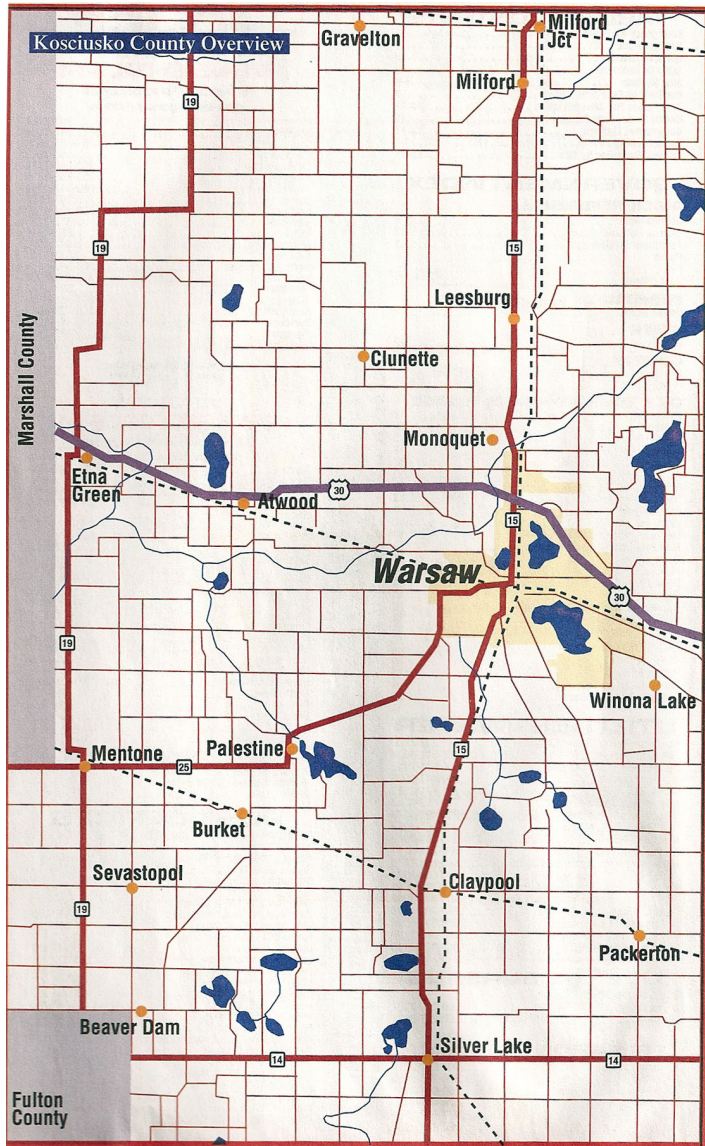 Kosciusko County Overview
Gravelton
Milford
Jct
Milford
19
19
15
Leesburg
Clunette
Marshall County
Monoquet
Etna
Green
Atwood
30
15
Warsaw
30
19
Winona Lake
Palestine
15
Mentone
25
Burket
Sevastopol
Claypool
19
Packerton
Beaver Dam
Silver Lake
14
14
Fulton
County